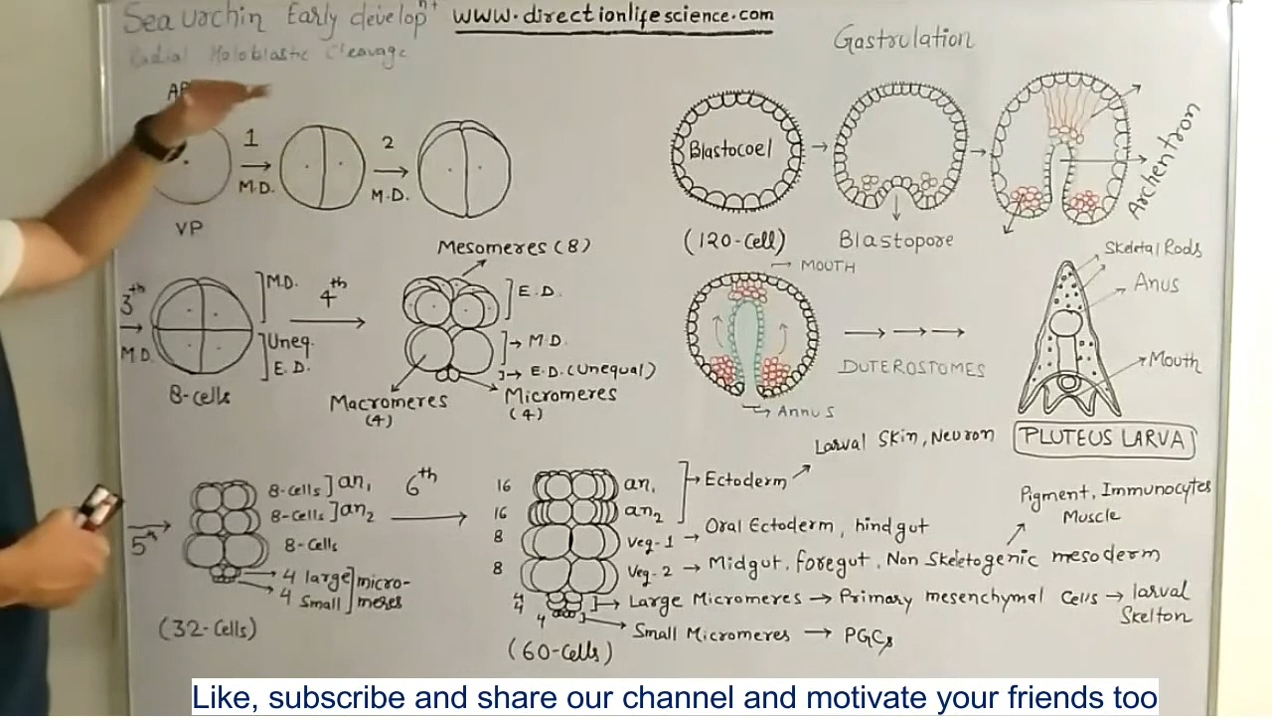 Sea urchin Early develop^nt
www.directionlifescience.com
Radial Holoblastic Cleavage
AP
1
M.D.
2
M.D.
VP
Gastrulation
Blastocoel
(120-Cell)
Blastopore
Archentron
3th
M.D.
8-cells
M.D.
Uneq.
E.D.
4th
Mesomeres (8)
E.D.
M.D.
E.D. (Unequal)
Macromeres
(4)
Micromeres
(4)
MOUTH
Annus
DUTEROSTOMES
Skeletal Rods
Anus
Mouth
PLUTEUS LARVA
5th
8-cells] an1
8-cells] an2
8-Cells
4 large
4 Small
micro-
meres
(32-Cells)
6th
16 an1
16 an2
Ectoderm
Larval Skin, Neuron
8 Veg-1 → Oral Ectoderm, hindgut
8 Veg-2 → Midgut, foregut, Non Skeletogenic mesoderm
Pigment, Immunocytes
Muscle
4 Large Micromeres → Primary mesenchymal Cells → larval
4 Skelton
4 Small Micromeres → PGCs
(60-Cells)
Like, subscribe and share our channel and motivate your friends too